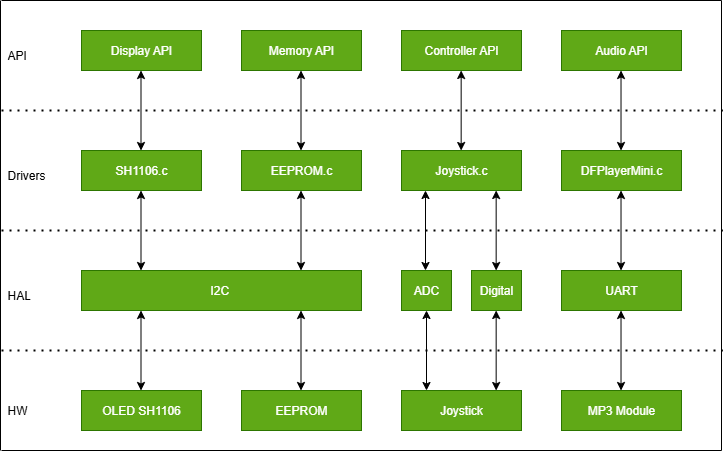 API
Display API
Memory API
Controller API
Audio API
Drivers
SH1106.c
EEPROM.c
Joystick.c
DFPlayerMini.c
HAL
I2C
ADC
Digital
UART
HW
OLED SH1106
EEPROM
Joystick
MP3 Module